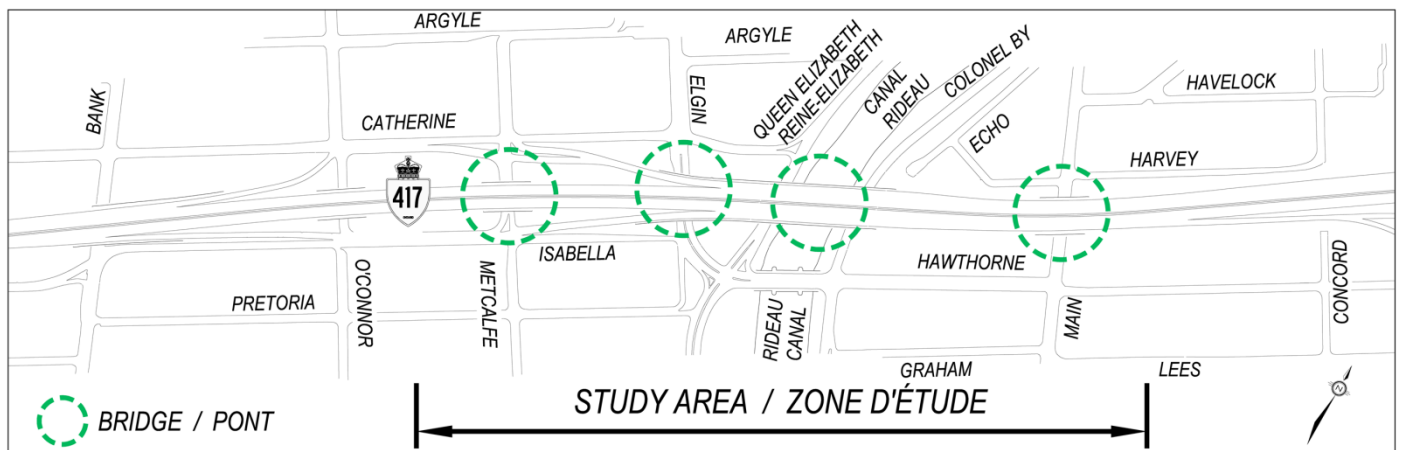 ARGYLE
ARGYLE
BANK
CATHERINE
ELGIN
QUEEN ELIZABETH
REINE-ELIZABETH
CANAL
RIDEAU
COLONEL BY
ECHO
HAVELOCK
HARVEY
417
ISABELLA
HAWTHORNE
PRETORIA
O'CONNOR
METCALFE
RIDEAU
CANAL
MAIN
CONCORD
GRAHAM
LEES
N
BRIDGE / PONT
STUDY AREA / ZONE D'ÉTUDE